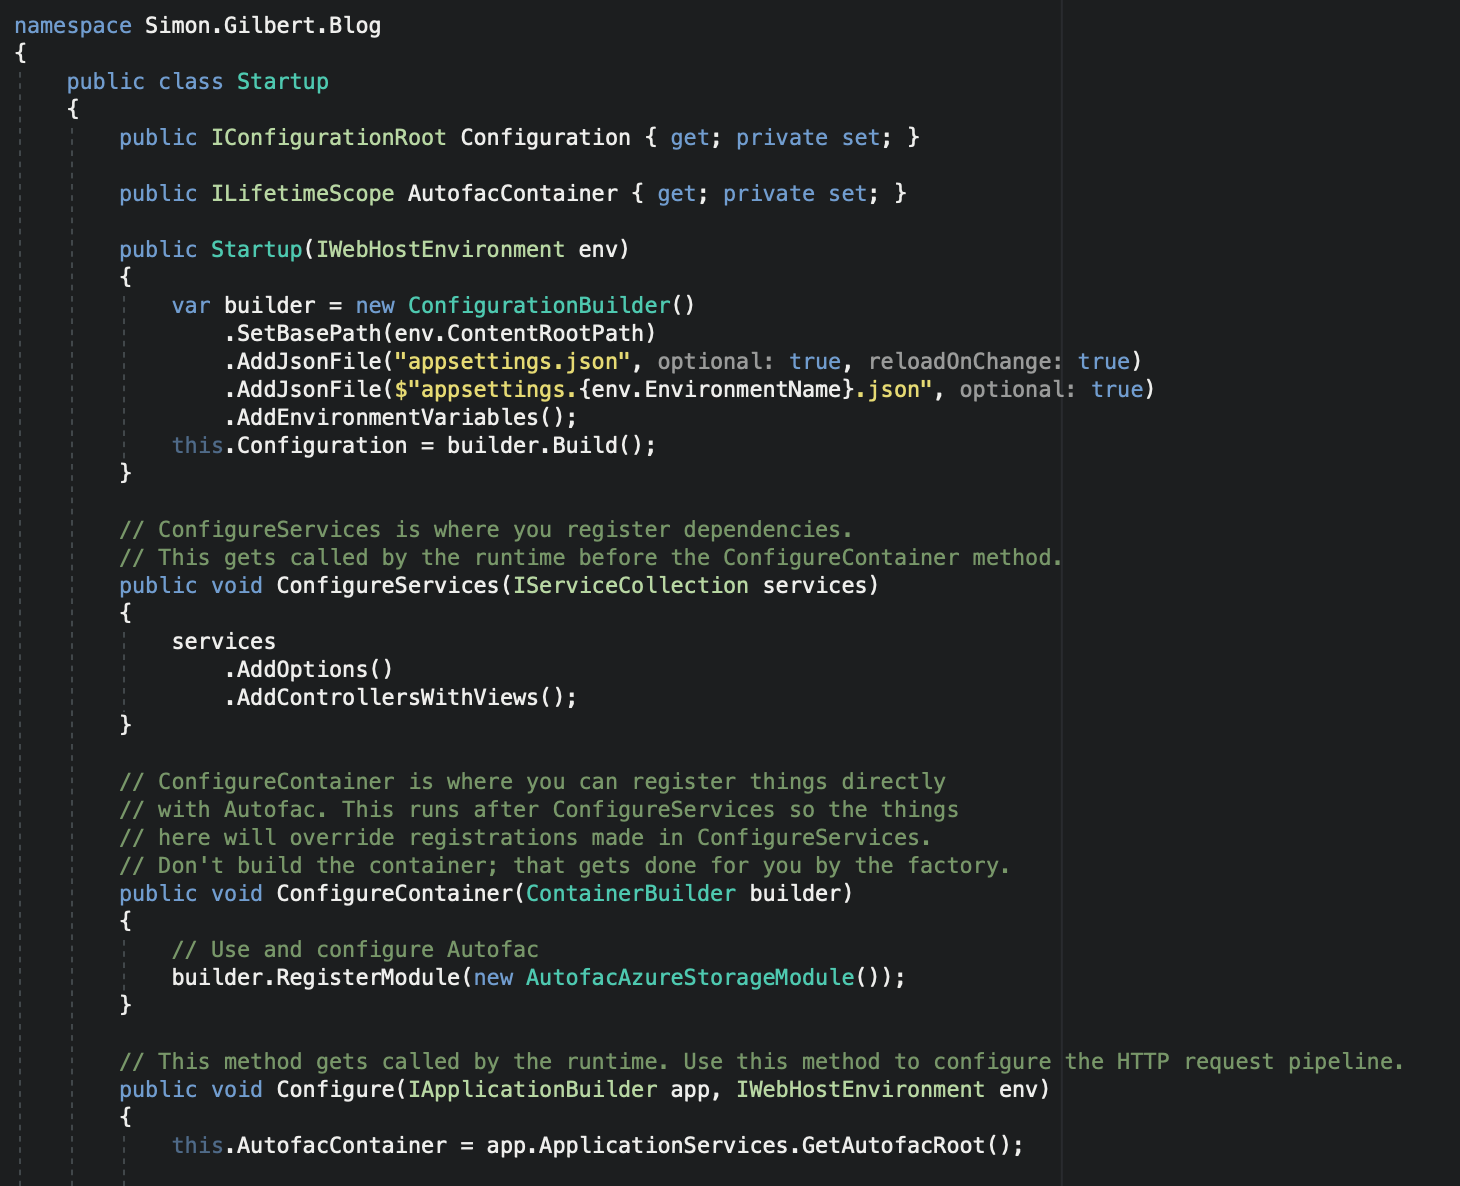 namespace Simon.Gilbert.Blog
{
    public class Startup
    {
        public IConfigurationRoot Configuration { get; private set; }

        public ILifetimeScope AutofacContainer { get; private set; }

        public Startup(IWebHostEnvironment env)
        {
            var builder = new ConfigurationBuilder()
                .SetBasePath(env.ContentRootPath)
                .AddJsonFile("appsettings.json", optional: true, reloadOnChange: true)
                .AddJsonFile($"appsettings.{env.EnvironmentName}.json", optional: true)
                .AddEnvironmentVariables();
            this.Configuration = builder.Build();
        }

        // ConfigureServices is where you register dependencies.
        // This gets called by the runtime before the ConfigureContainer method.
        public void ConfigureServices(IServiceCollection services)
        {
            services
                .AddOptions()
                .AddControllersWithViews();
        }

        // ConfigureContainer is where you can register things directly
        // with Autofac. This runs after ConfigureServices so the things
        // here will override registrations made in ConfigureServices.
        // Don't build the container; that gets done for you by the factory.
        public void ConfigureContainer(ContainerBuilder builder)
        {
            // Use and configure Autofac
            builder.RegisterModule(new AutofacAzureStorageModule());
        }

        // This method gets called by the runtime. Use this method to configure the HTTP request pipeline.
        public void Configure(IApplicationBuilder app, IWebHostEnvironment env)
        {
            this.AutofacContainer = app.ApplicationServices.GetAutofacRoot();